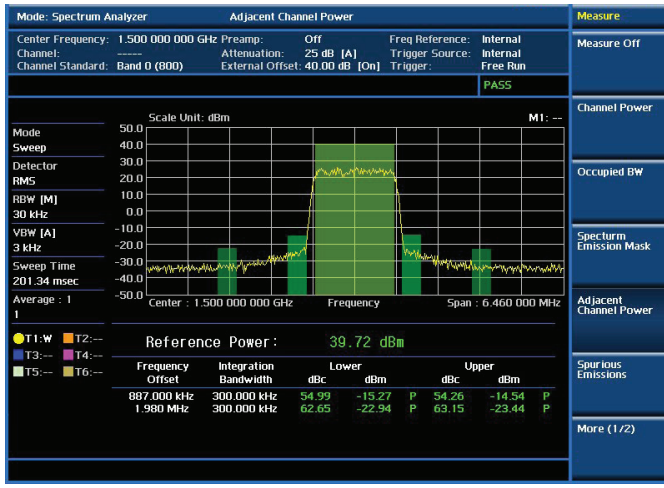 Mode: Spectrum Analyzer Adjacent Channel Power
Center Frequency: 1.500 000 000 GHz Preamp: Off Freq Reference: Internal
Channel: ----- Attenuation: 25 dB [A] Trigger Source: Internal
Channel Standard: Band 0 (800) External Offset: 40.00 dB [On] Trigger: Free Run
PASS
Scale Unit: dBm M1: --
50.0
40.0
30.0
20.0
10.0
0.0
-10.0
-20.0
-30.0
-40.0
-50.0
Center : 1.500 000 000 GHz Frequency Span : 6.460 000 MHz
Mode
Sweep
Detector
RMS
RBW [M]
30 kHz
VBW [A]
3 kHz
Sweep Time
201.34 msec
Average : 1
1
T1:W T2:--
T3:-- T4:--
T5:-- T6:--
Reference Power: 39.72 dBm
Frequency Integration Lower Upper
Offset Bandwidth dBc dBm dBc dBm
887.000 kHz 300.000 kHz 54.99 -15.27 P 54.26 -14.54 P
1.980 MHz 300.000 kHz 62.65 -22.94 P 63.15 -23.44 P
Measure
Measure Off
Channel Power
Occupied BW
Specturm
Emission Mask
Adjacent
Channel Power
Spurious
Emissions
More (1/2)